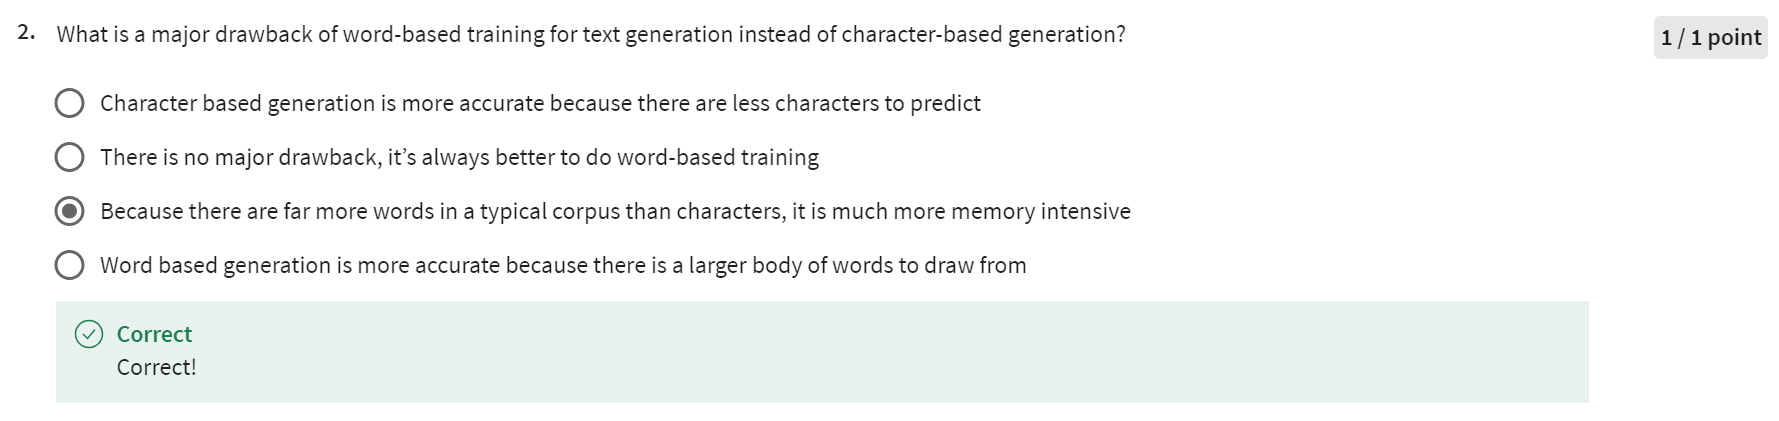 2. What is a major drawback of word-based training for text generation instead of character-based generation?
1 / 1 point
Character based generation is more accurate because there are less characters to predict
There is no major drawback, it’s always better to do word-based training
Because there are far more words in a typical corpus than characters, it is much more memory intensive
Word based generation is more accurate because there is a larger body of words to draw from
Correct
Correct!